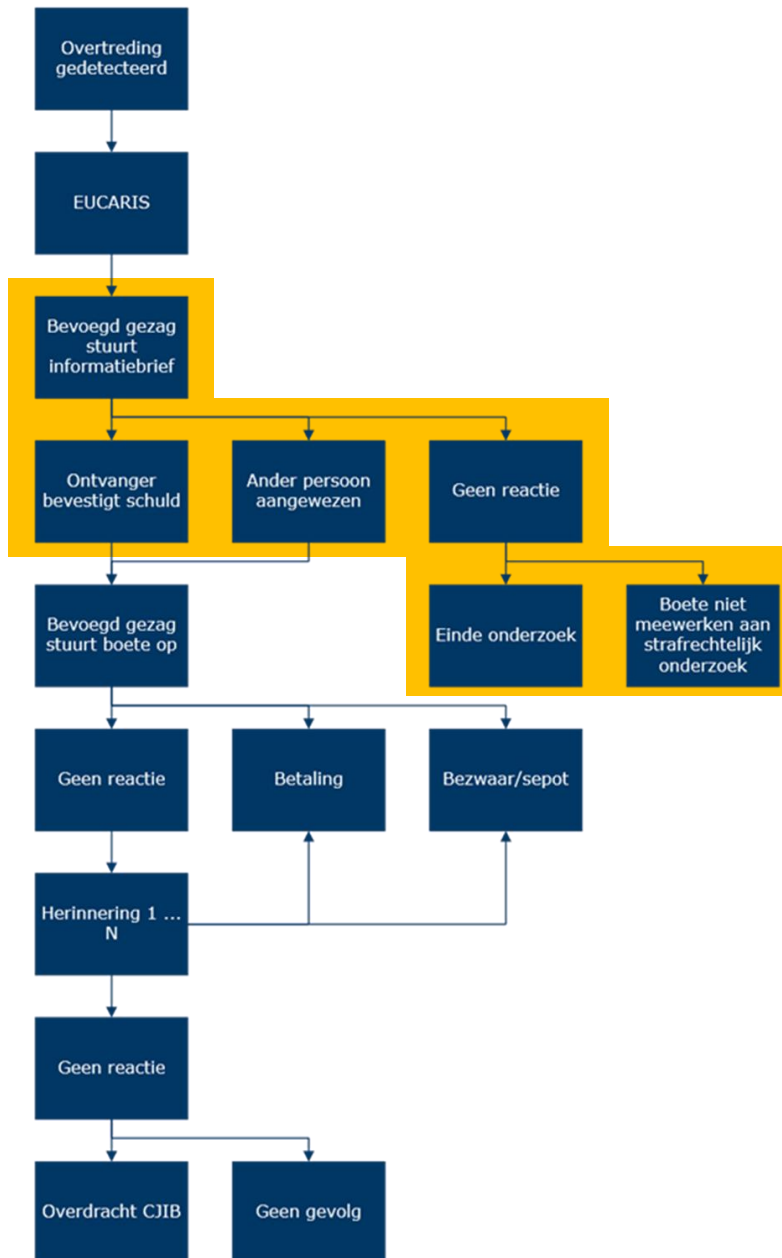 Overtreding
gedetecteerd
EUCARIS
Bevoegd gezag
stuurt
informatiebrief
Ontvanger
bevestigt schuld
Ander persoon
aangewezen
Geen reactie
Bevoegd gezag
stuurt boete op
Einde onderzoek
Boete niet
meewerken aan
strafrechtelijk
onderzoek
Geen reactie
Betaling
Bezwaar/sepot
Herinnering 1 ...
N
Geen reactie
Overdracht CJIB
Geen gevolg